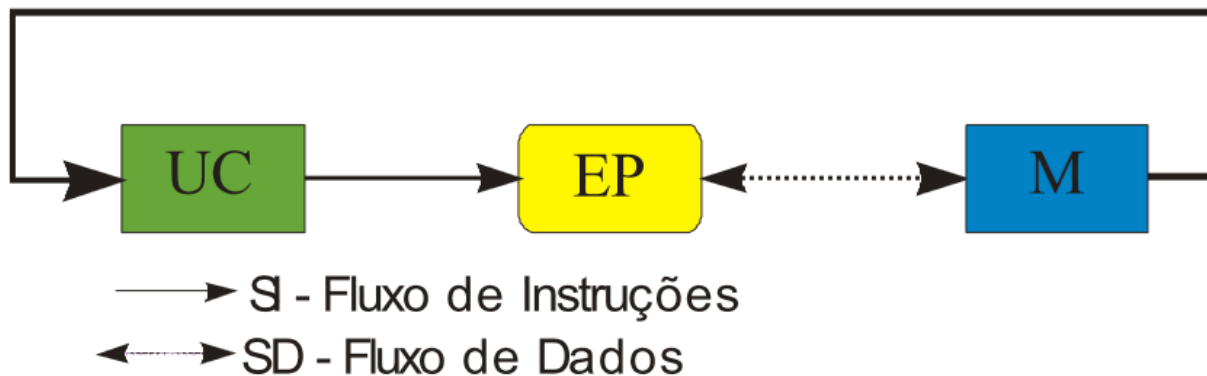 UC
EP
M
SI - Fluxo de Instruções
SD - Fluxo de Dados